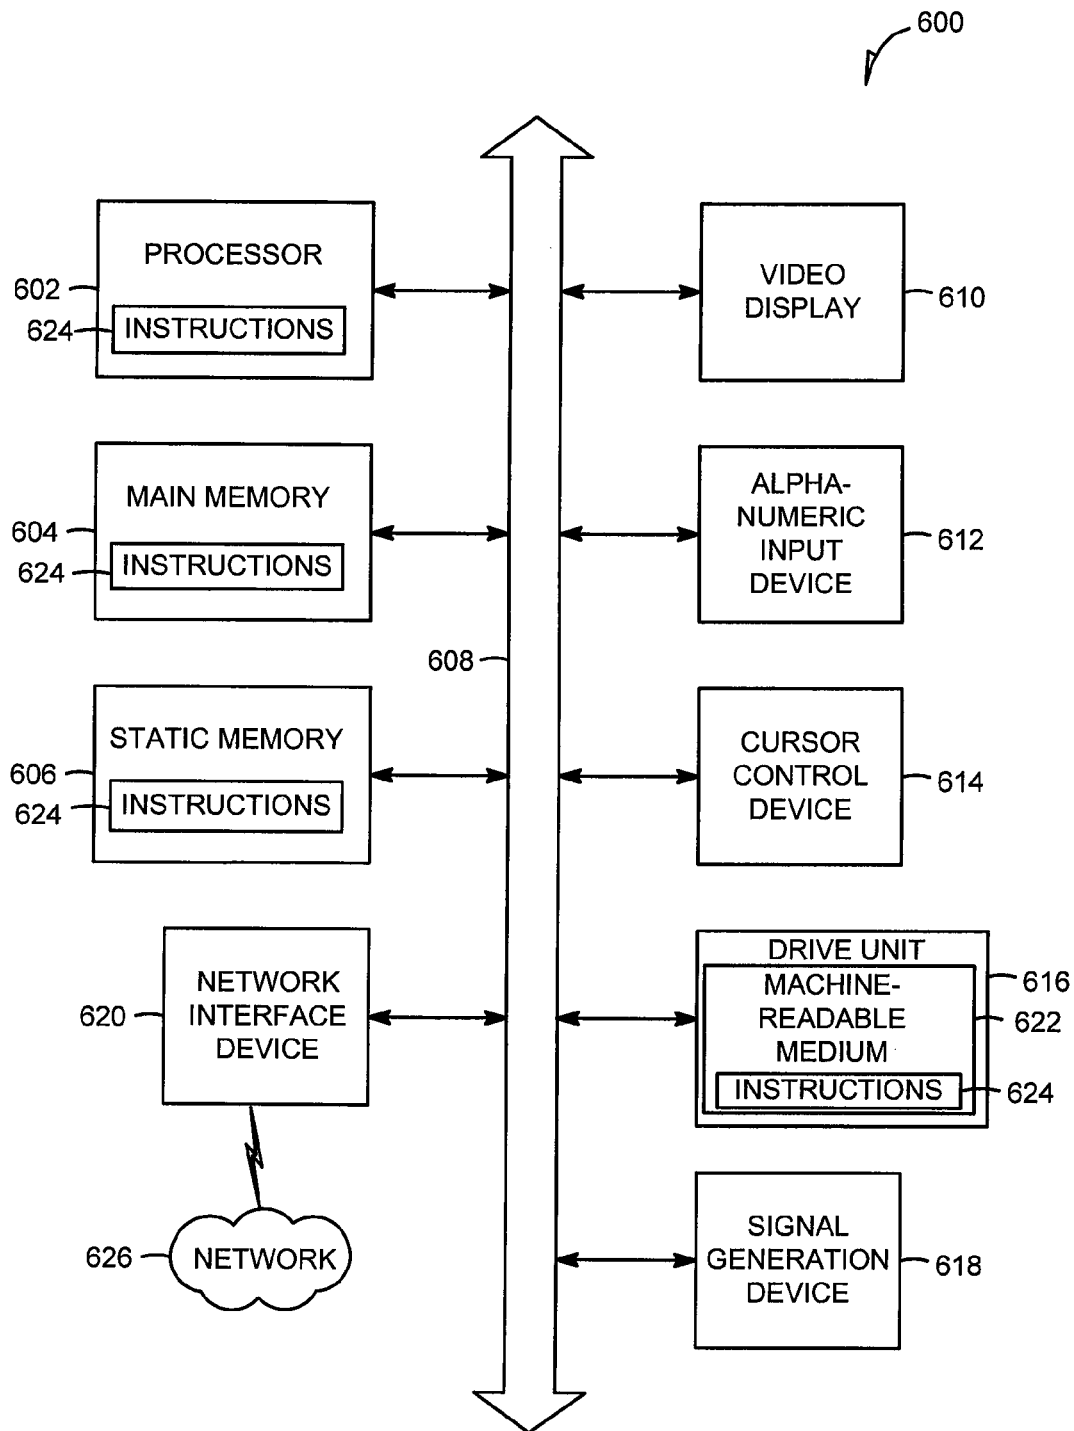 600
PROCESSOR
602
624
INSTRUCTIONS
VIDEO
DISPLAY
610
MAIN MEMORY
604
624
INSTRUCTIONS
ALPHA-
NUMERIC
INPUT
DEVICE
612
608
STATIC MEMORY
606
624
INSTRUCTIONS
CURSOR
CONTROL
DEVICE
614
NETWORK
INTERFACE
DEVICE
620
DRIVE UNIT
616
MACHINE-
READABLE
MEDIUM
622
INSTRUCTIONS
624
626
NETWORK
SIGNAL
GENERATION
DEVICE
618